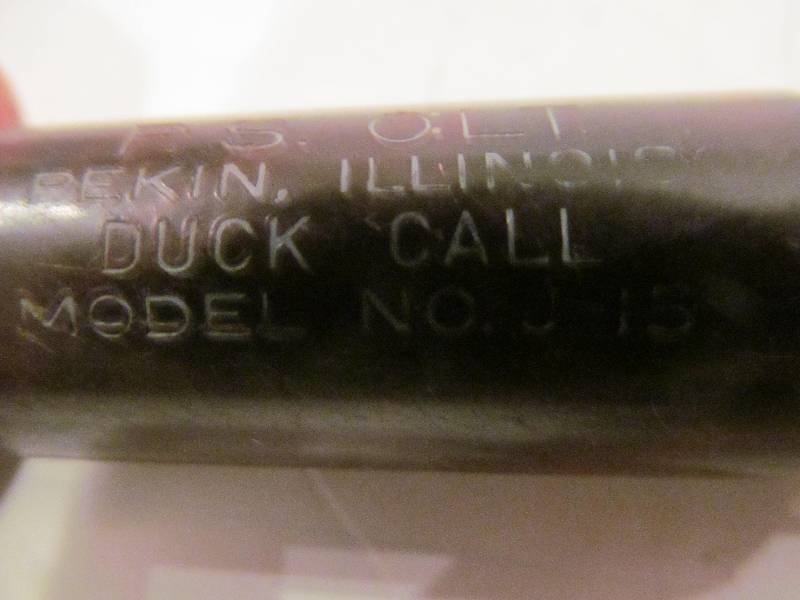 P.S. OLT
PEKIN, ILLINOIS
DUCK CALL
MODEL NO. J-15